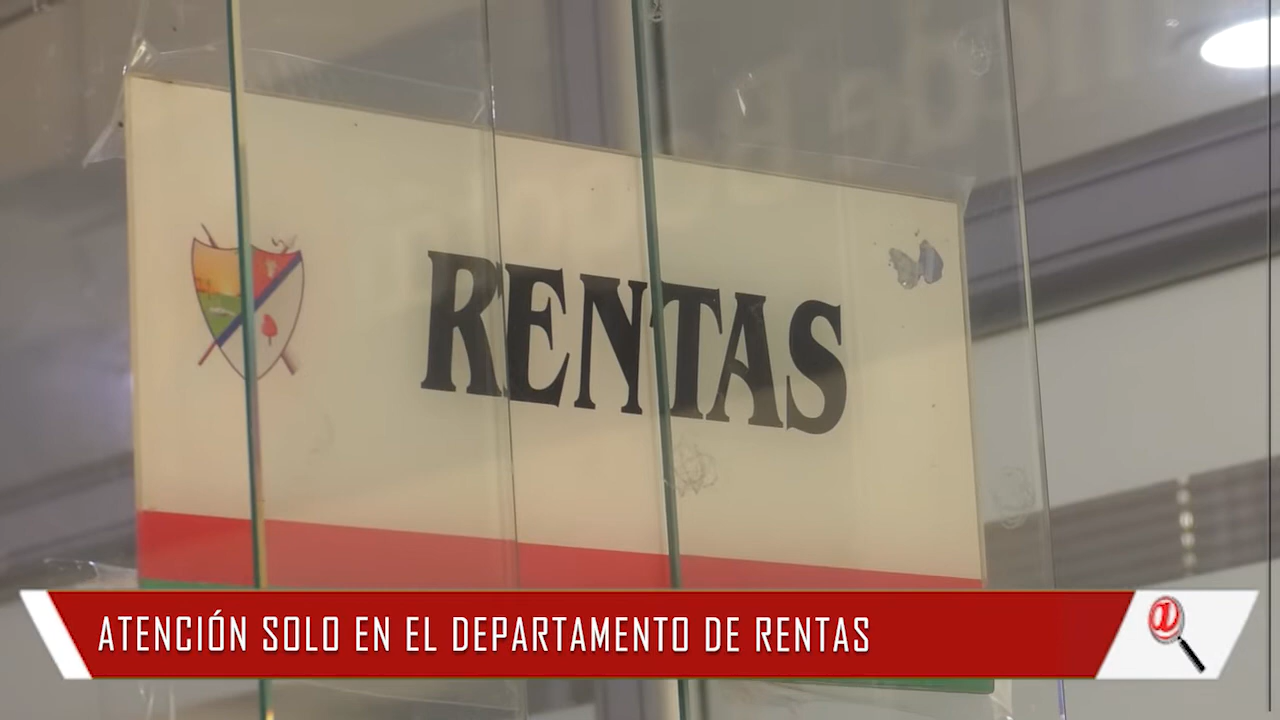 RENTAS
ATENCIÓN SOLO EN EL DEPARTAMENTO DE RENTAS